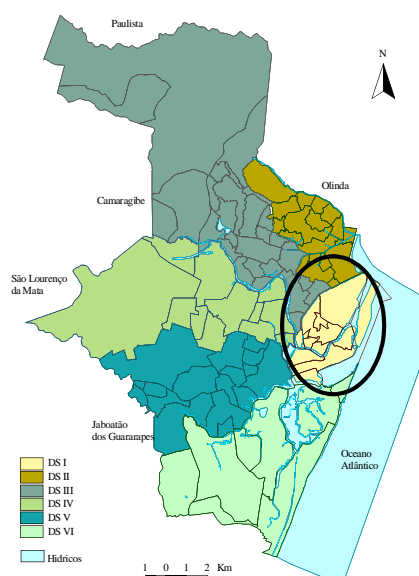 Paulista
N
Olinda
Camaragibe
São Lourenço
da Mata
Jaboatão
dos Guararapes
Oceano
Atlântico
DS I
DS II
DS III
DS IV
DS V
DS VI
Hidricos
1 0 1 2 Km